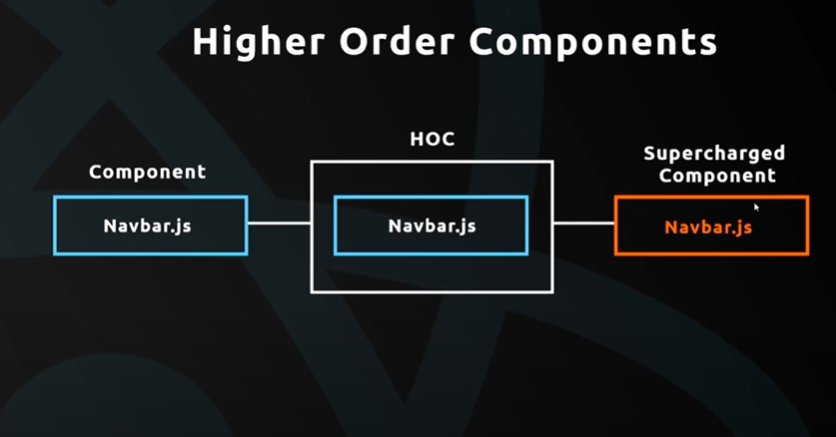 Higher Order Components
Component
Navbar.js
HOC
Navbar.js
Supercharged
Component
Navbar.js